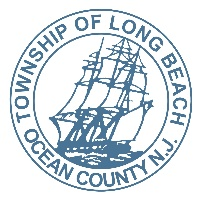 TOWNSHIP OF LONG BEACH
OCEAN COUNTY N.J.